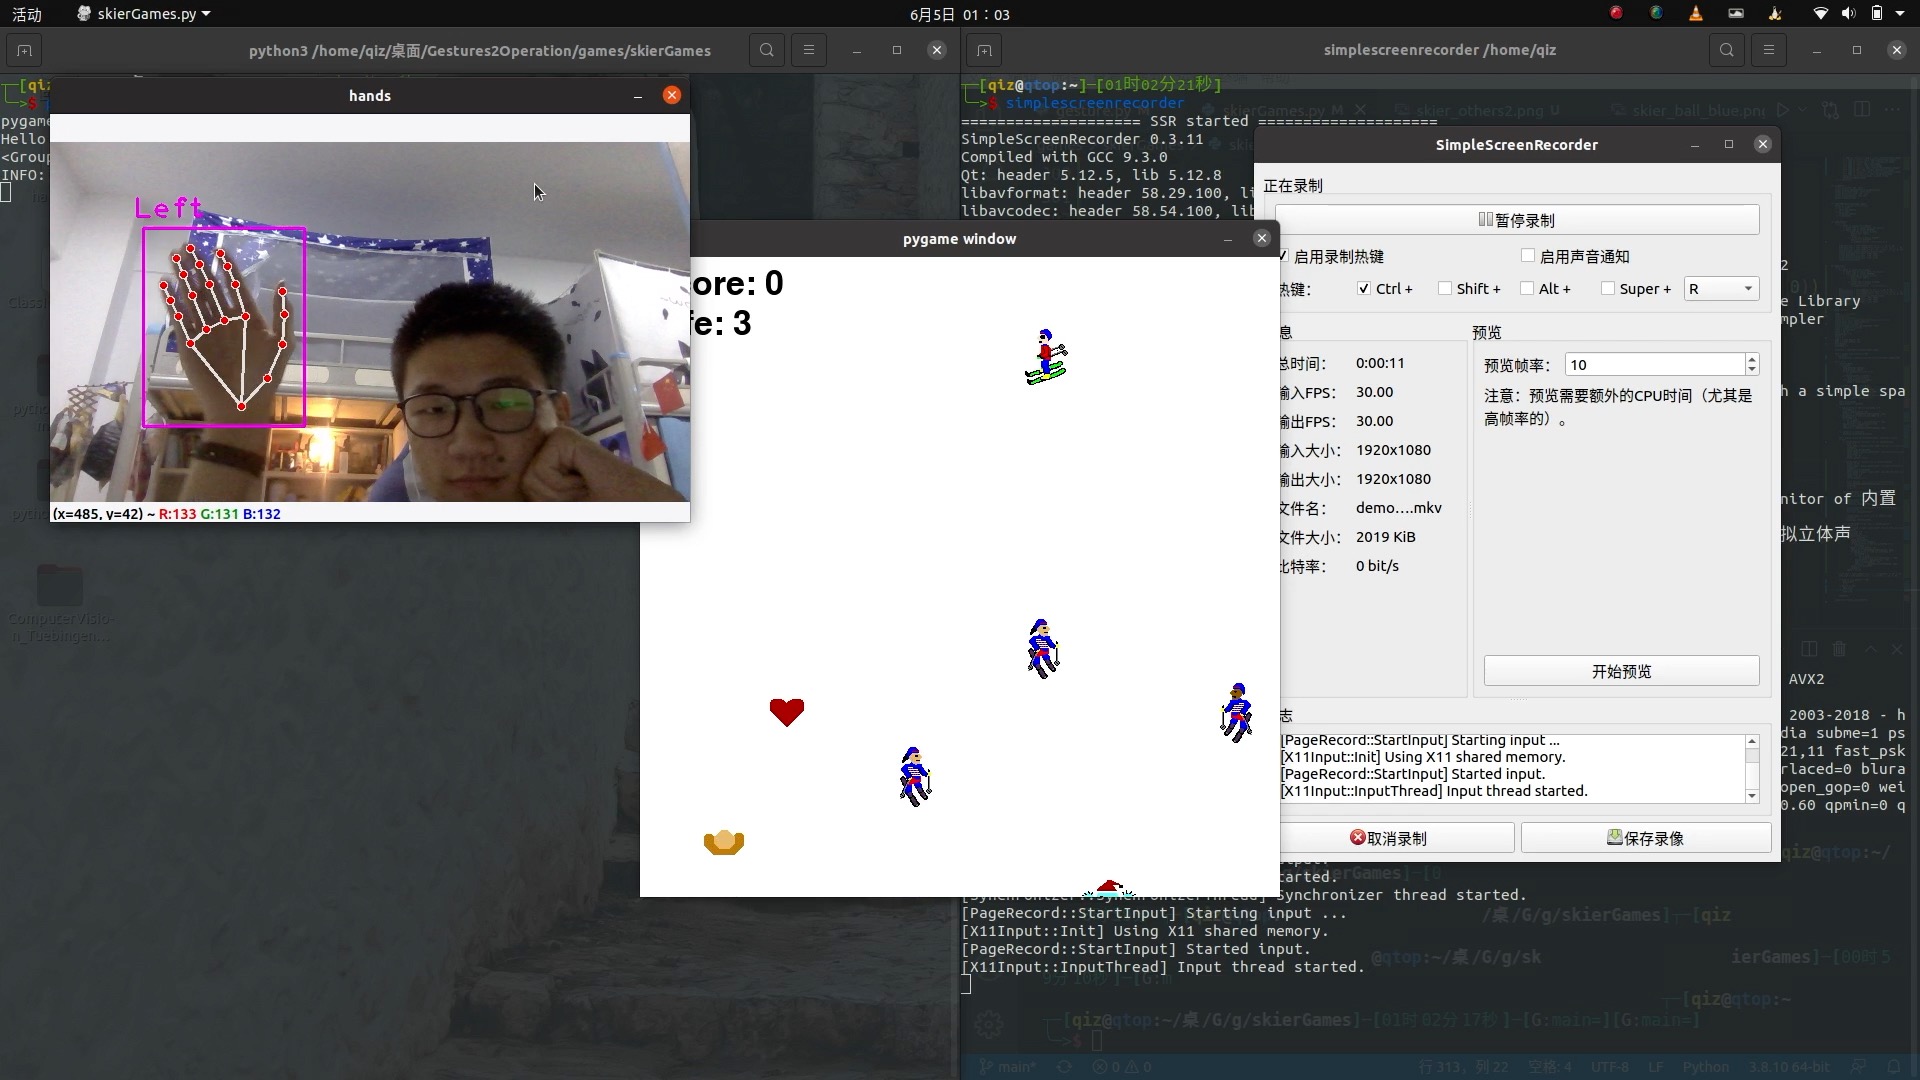 活动
skierGames.py
6月5日 01：03
python3 /home/qiz/桌面/Gestures2Operation/games/skierGames
simplescreenrecorder /home/qiz
hands
Left
(x=485, y=42) ~ R:133 G:131 B:132
pygame
Hello
<Group
INFO:
[qiz@qtop:~]─[01时02分21秒]
simplescreenrecorder
==================== SSR started ====================
SimpleScreenRecorder 0.3.11
Compiled with GCC 9.3.0
Qt: header 5.12.5, lib 5.12.8
libavformat: header 58.29.100, li
libavcodec: header 58.54.100, lib
pygame window
ore: 0
fe: 3
SimpleScreenRecorder
正在录制
暂停录制
启用录制热键
启用声音通知
热键：
Ctrl +
Shift +
Alt +
Super +
R
息
总时间： 0:00:11
输入FPS： 30.00
输出FPS： 30.00
输入大小： 1920x1080
输出大小： 1920x1080
文件名： demo....mkv
文件大小： 2019 KiB
比特率： 0 bit/s
预览
预览帧率： 10
注意：预览需要额外的CPU时间（尤其是
高帧率的）。
开始预览
志
[PageRecord::StartInput] Starting input ...
[X11Input::Init] Using X11 shared memory.
[PageRecord::StartInput] Started input.
[X11Input::InputThread] Input thread started.
取消录制
保存录像
e Library
mpler
h a simple spa
nitor of 内置
拟立体声
AVX2
2003-2018 - h
dia subme=1 ps
21,11 fast_psk
rlaced=0 blura
open_gop=0 wei
0.60 qpmin=0 q
Synchronizer thread started.
[PageRecord::StartInput] Starting input ...
[X11Input::Init] Using X11 shared memory.
[PageRecord::StartInput] Started input.
[X11Input::InputThread] Input thread started.
[qiz@qtop:~/桌/G/g/skierGames]─[01时02分17秒]─[G:main=][G:main=]
main*
行 313，列 22
空格: 4
UTF-8
LF
Python
3.8.10 64-bit